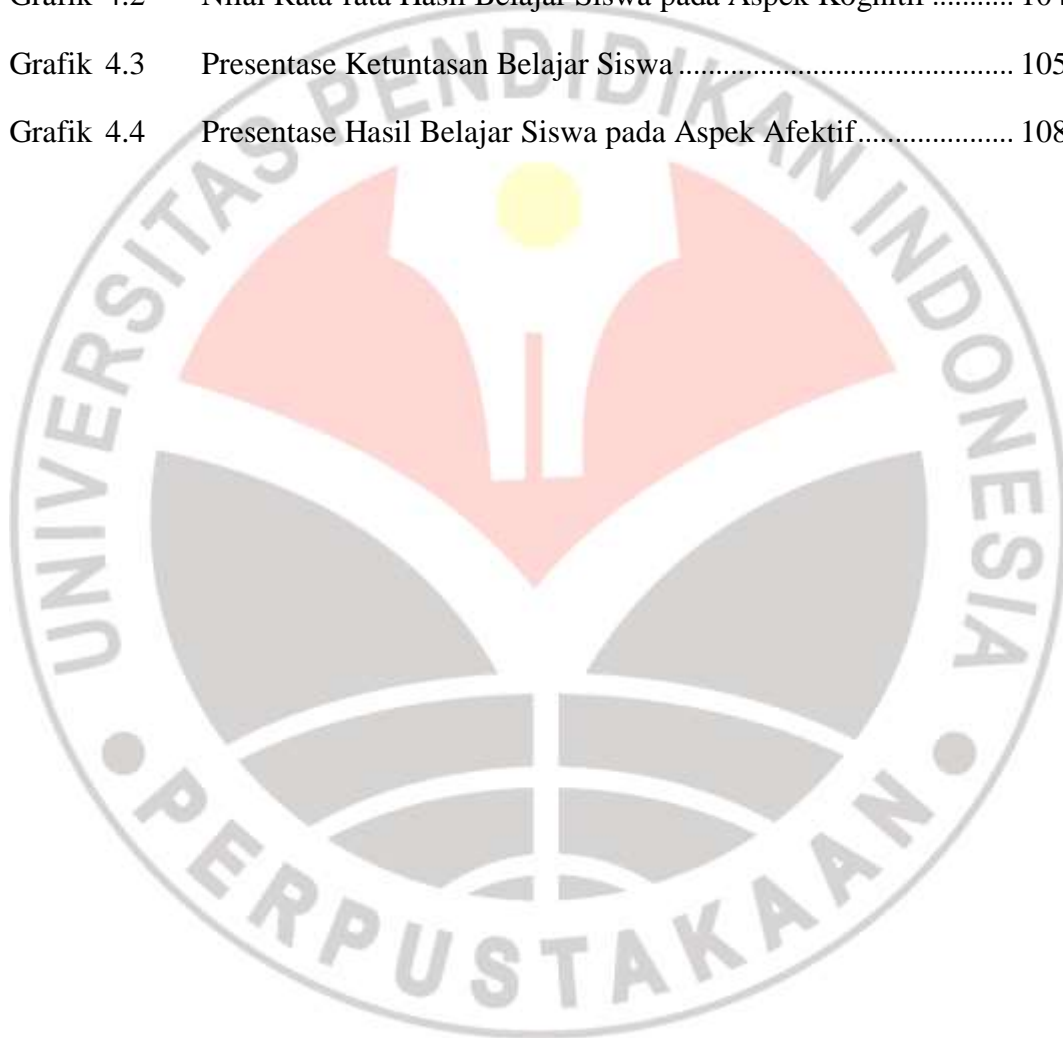 Grafik 4.2 Nilai Rata-rata Hasil Belajar Siswa pada Aspek Kognitif ...........
Grafik 4.3 Presentase Ketuntasan Belajar Siswa ........................................ 105
Grafik 4.4 Presentase Hasil Belajar Siswa pada Aspek Afektif................... 108
UNIVERSITAS PENDIDIKAN INDONESIA
PERPUSTAKAAN